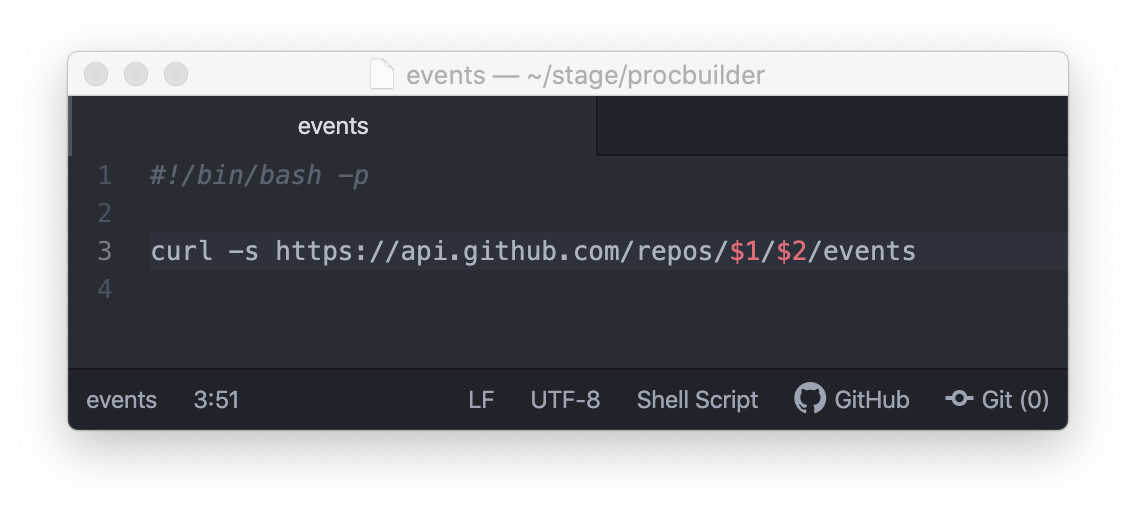 events — ~/stage/procbuilder
events
1 #!/bin/bash -p
2
3 curl -s https://api.github.com/repos/$1/$2/events
4
events 3:51 LF UTF-8 Shell Script GitHub Git (0)